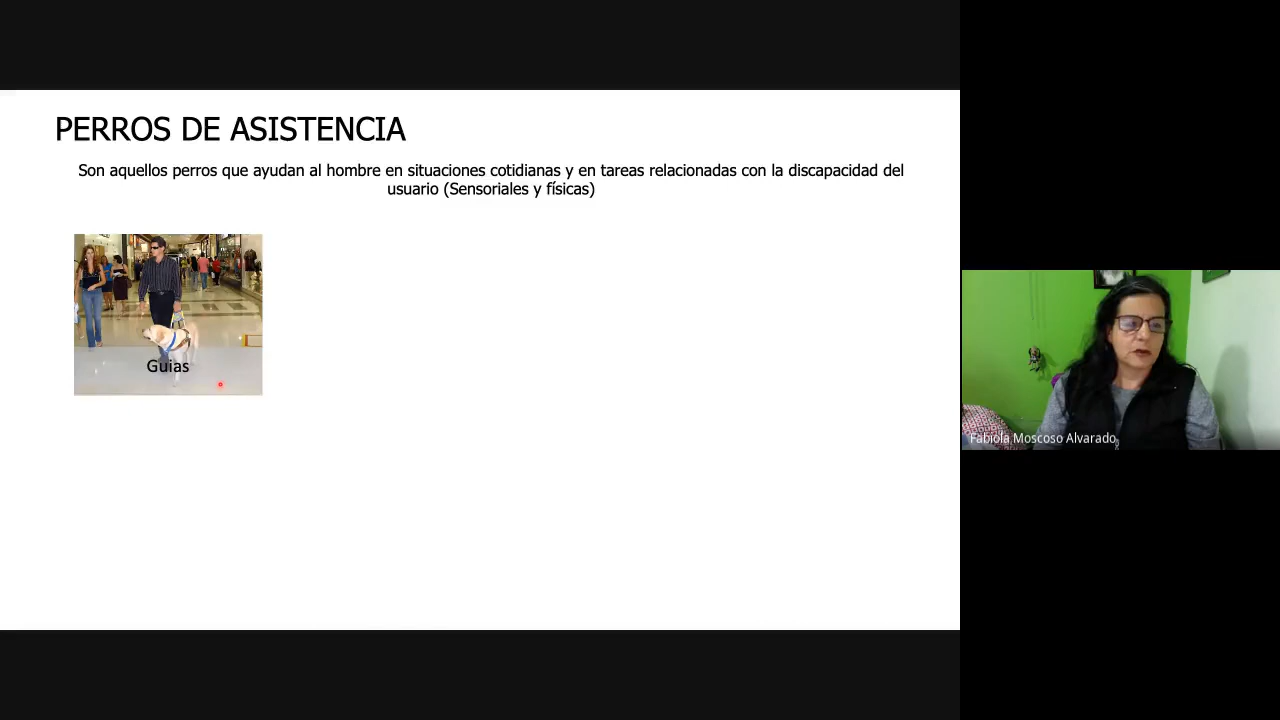 PERROS DE ASISTENCIA
Son aquellos perros que ayudan al hombre en situaciones cotidianas y en tareas relacionadas con la discapacidad del
usuario (Sensoriales y físicas)
Guias
Fabiola Moscoso Alvarado